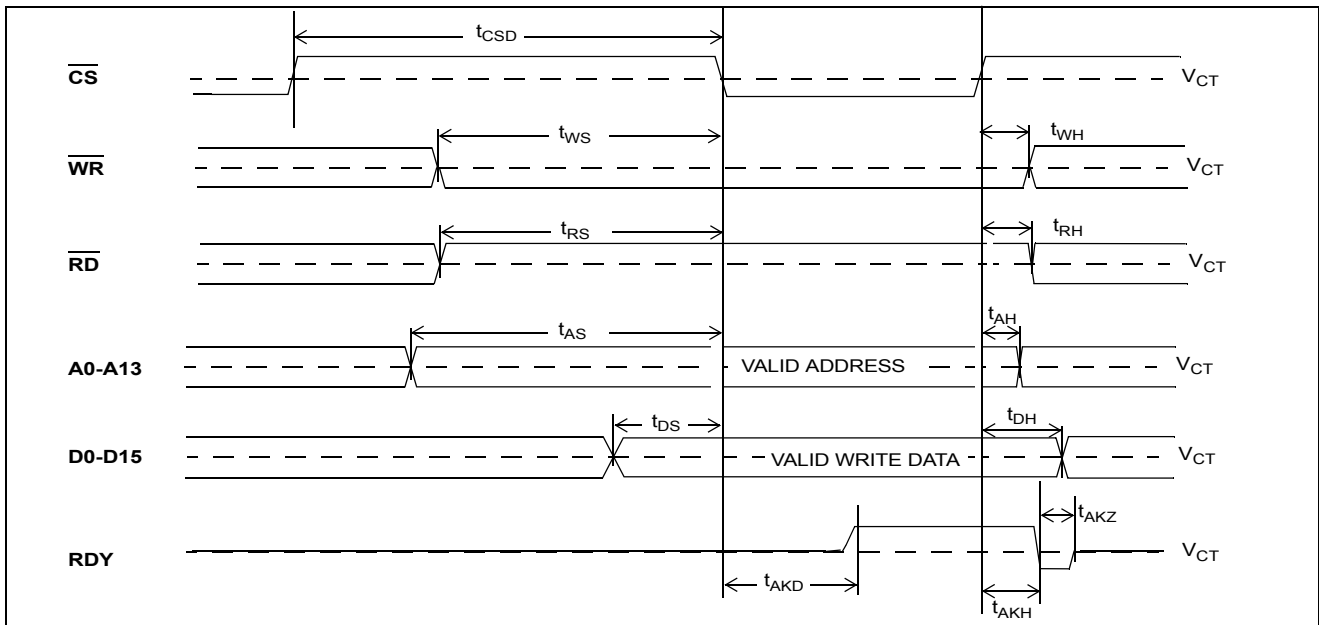 tCSD
CS VCT
tWS tWH
WR VCT
tRS tRH
RD VCT
tAS tAH
A0-A13 VALID ADDRESS VCT
tDS tDH
D0-D15 VALID WRITE DATA VCT
tAKZ
RDY VCT
tAKD
tAKH